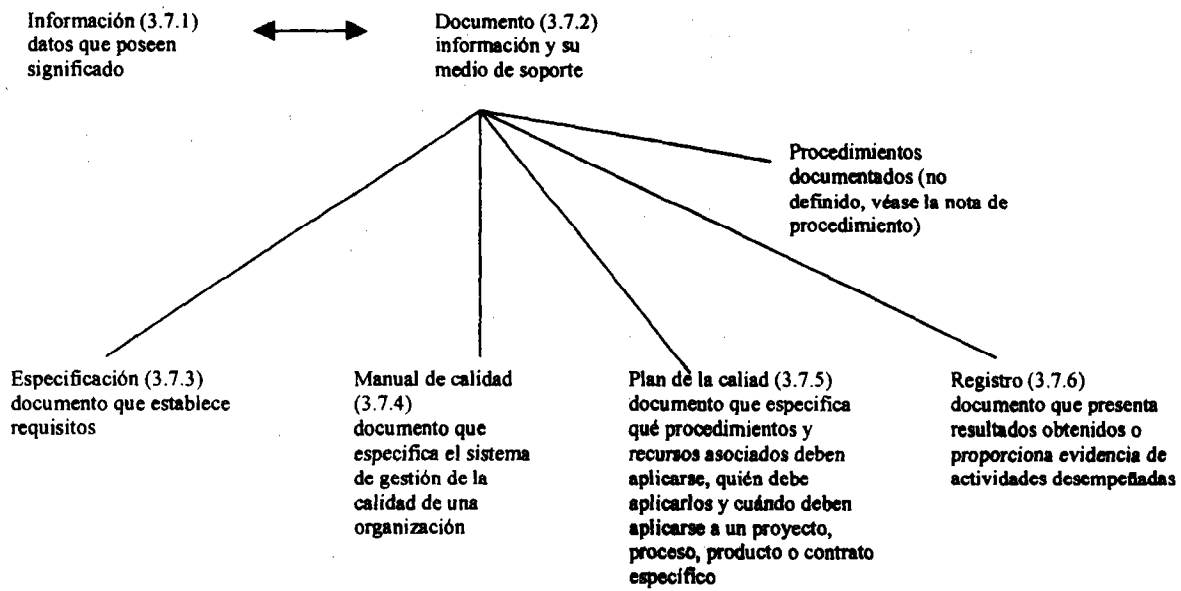 Información (3.7.1)
datos que poseen
significado
Documento (3.7.2)
información y su
medio de soporte
Procedimientos
documentados (no
definido, véase la nota de
procedimiento)
Especificación (3.7.3)
documento que establece
requisitos
Manual de calidad
(3.7.4)
documento que
especifica el sistema
de gestión de la
calidad de una
organización
Plan de la caliad (3.7.5)
documento que especifica
qué procedimientos y
recursos asociados deben
aplicarse, quién debe
aplicarlos y cuándo deben
aplicarse a un proyecto,
proceso, producto o contrato
específico
Registro (3.7.6)
documento que presenta
resultados obtenidos o
proporciona evidencia de
actividades desempeñadas